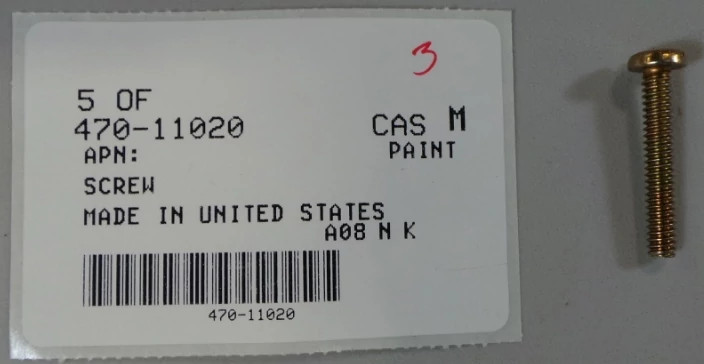 3
5 OF
470-11020
CAS M
APN:
PAINT
SCREW
MADE IN UNITED STATES
A08 N K
470-11020